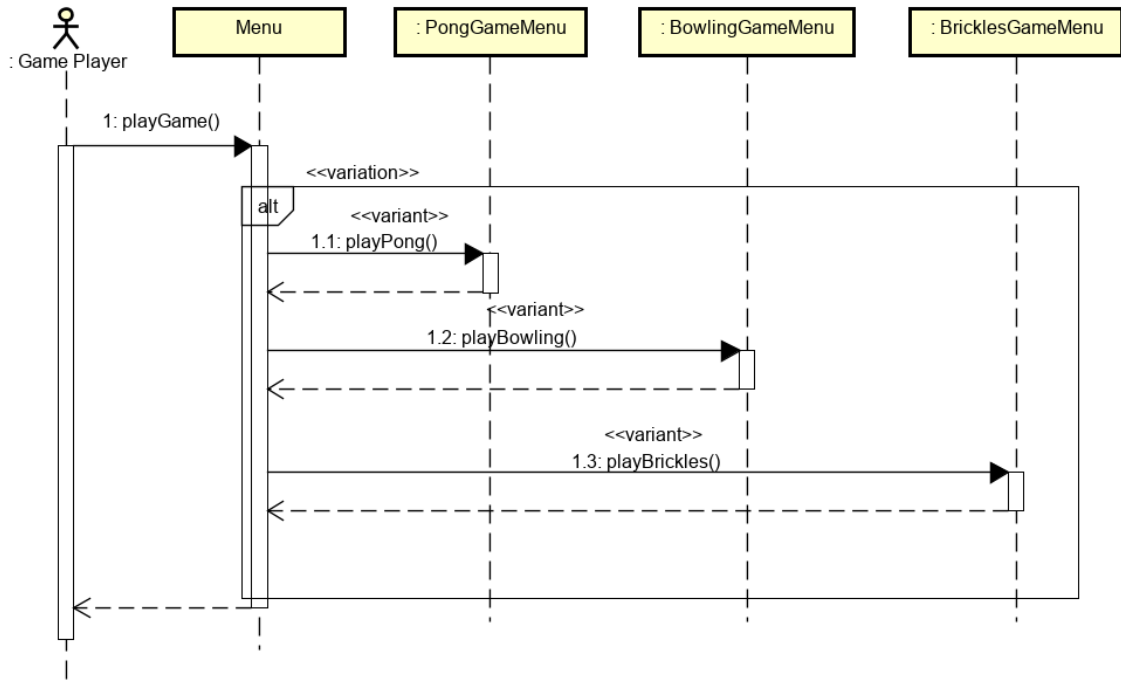 Menu
: PongGameMenu
: BowlingGameMenu
: BricklesGameMenu
: Game Player
1: playGame()
<<variation>>
alt
<<variant>>
1.1: playPong()
<<variant>>
1.2: playBowling()
<<variant>>
1.3: playBrickles()